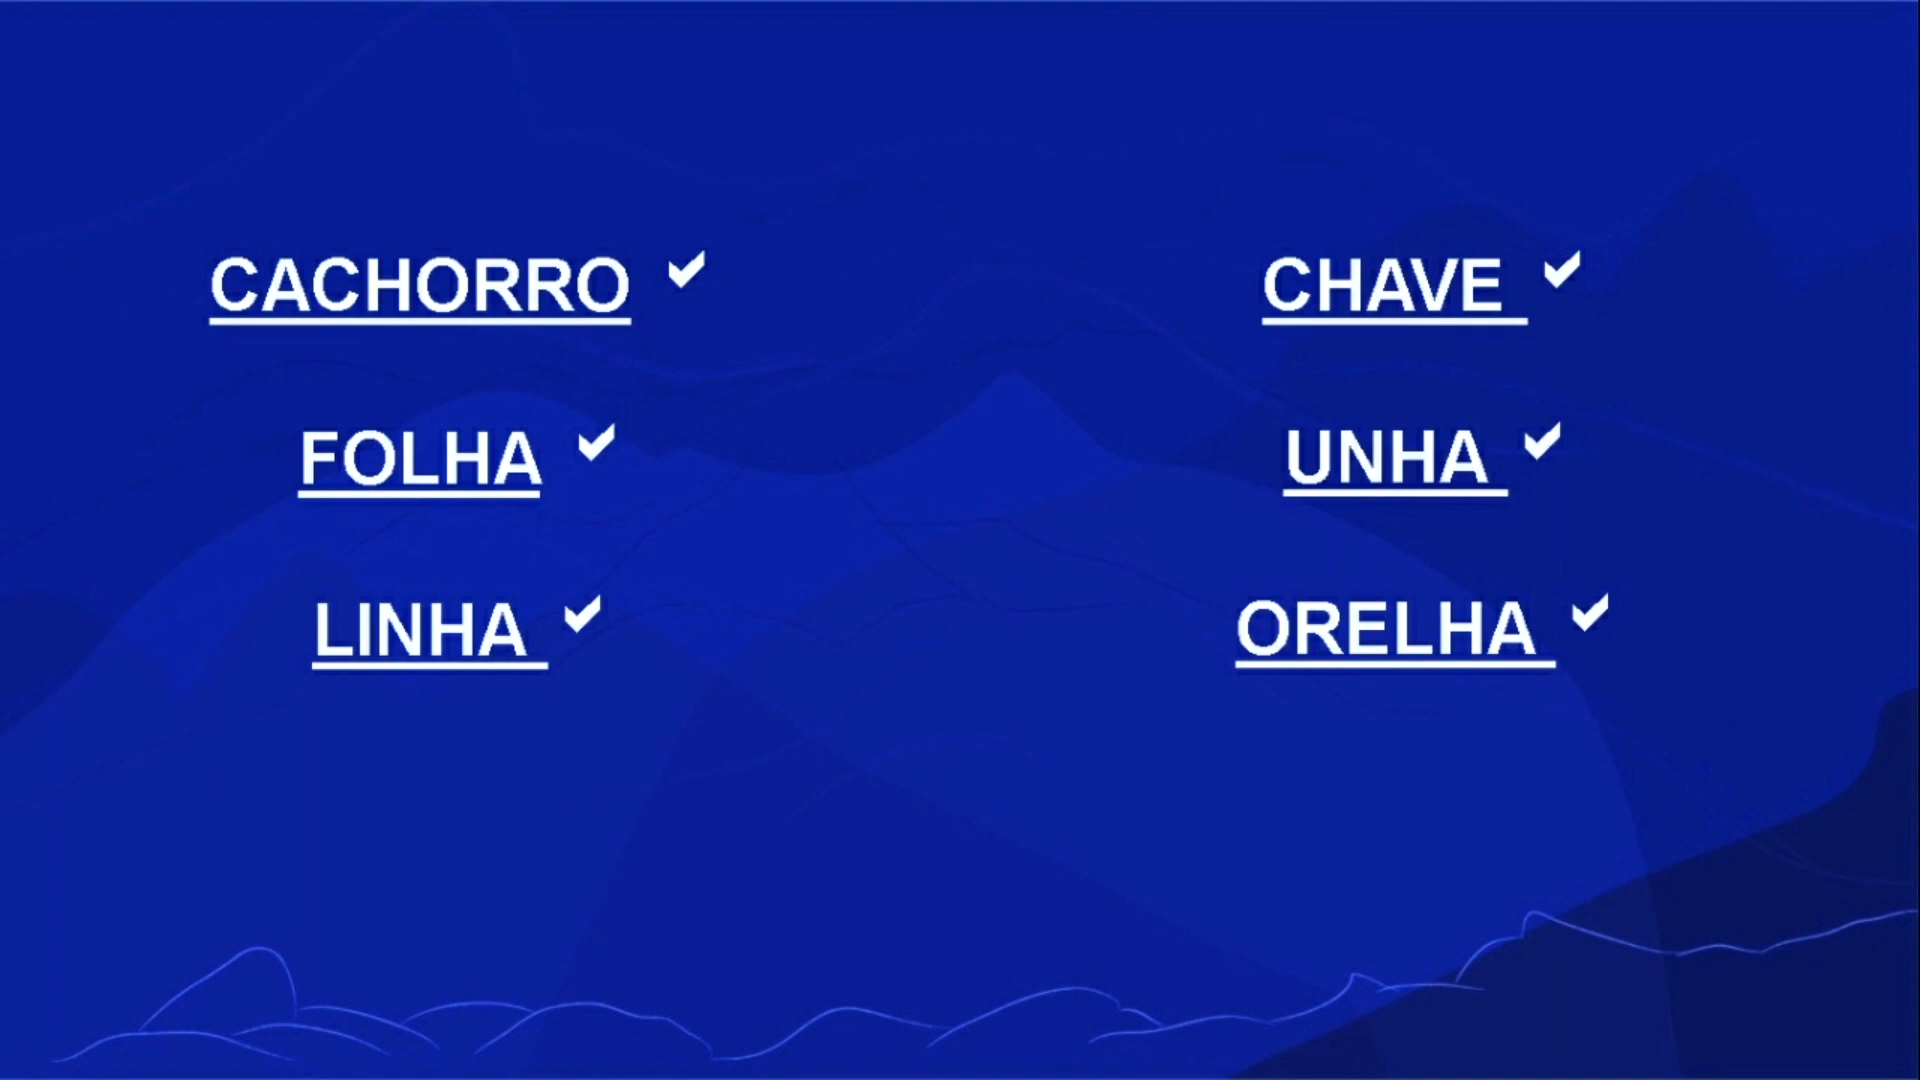 CACHORRO ✓
CHAVE ✓
FOLHA ✓
UNHA ✓
LINHA ✓
ORELHA ✓